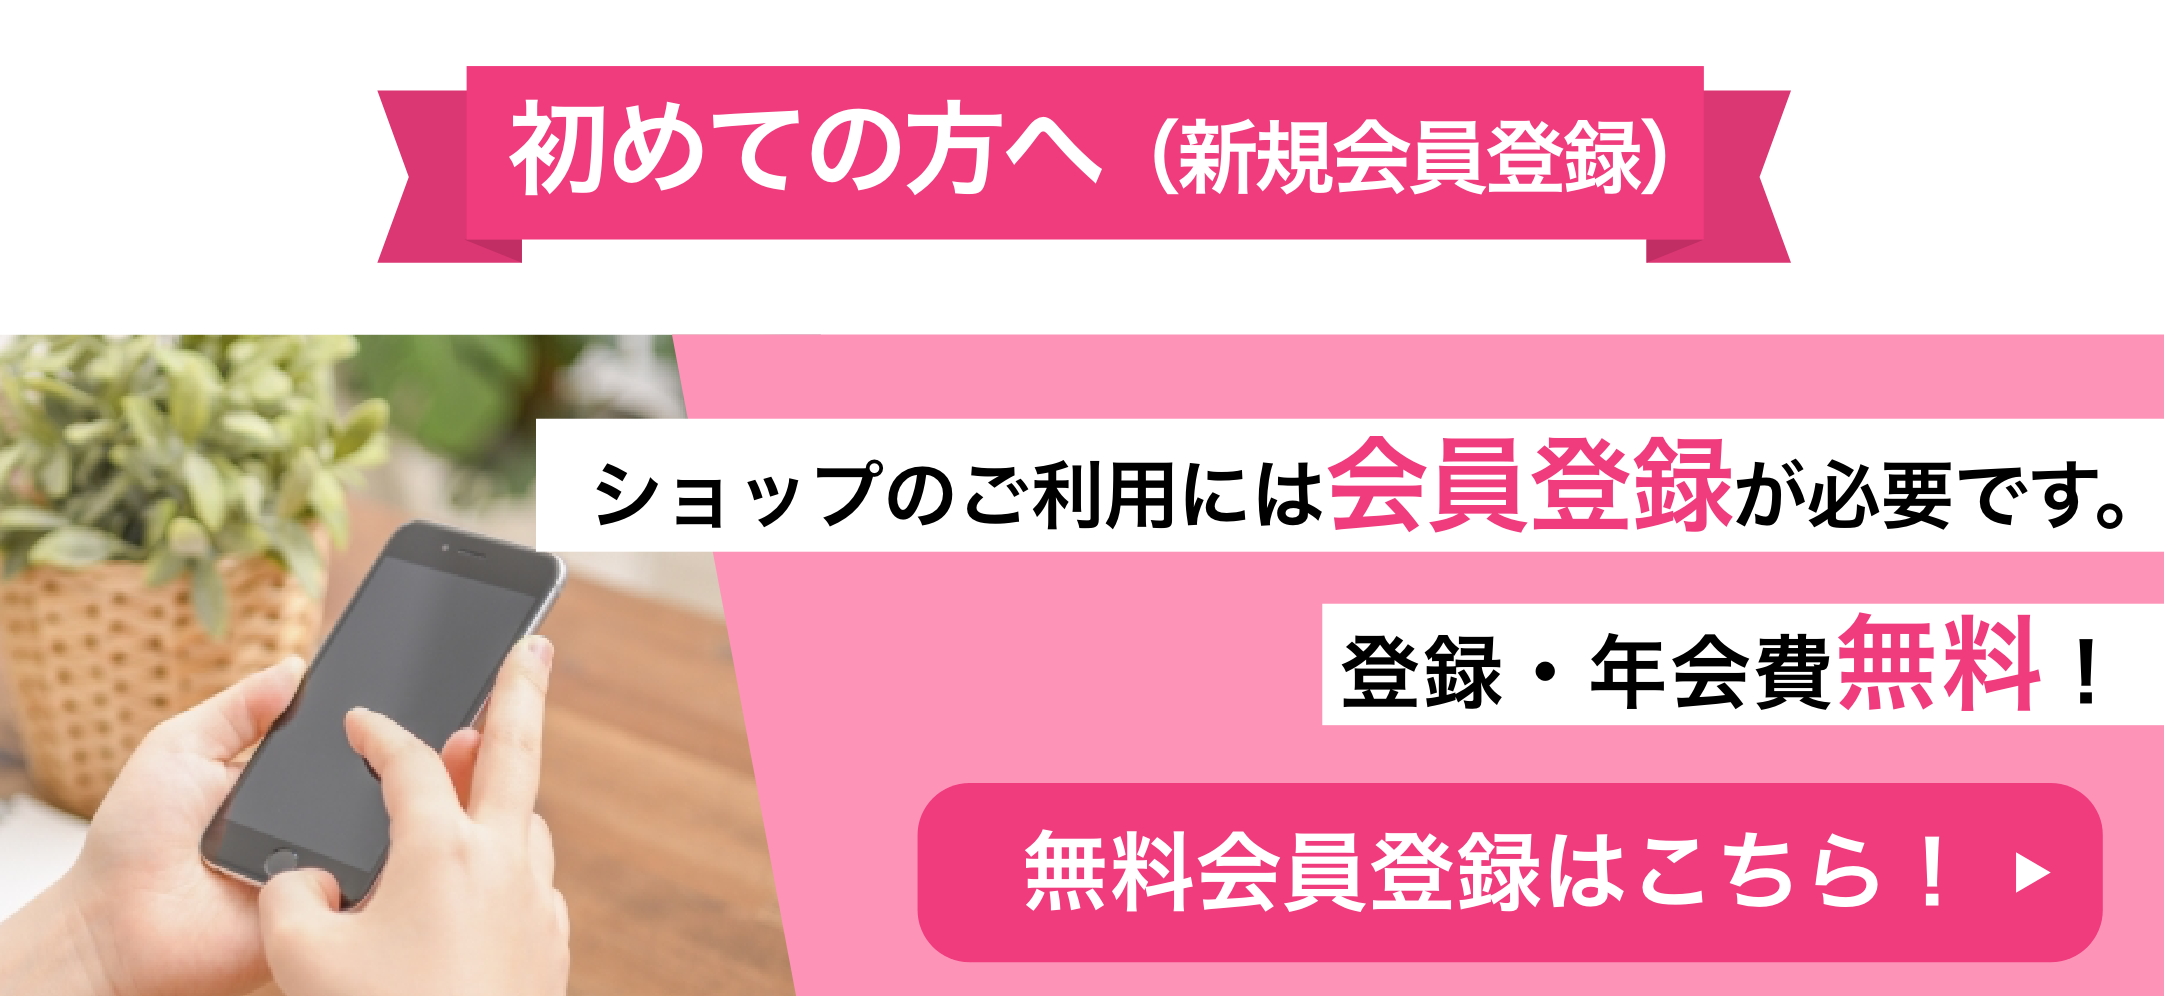 初めての方へ（新規会員登録）
ショップのご利用には会員登録が必要です。
登録・年会費無料！
無料会員登録はこちら！